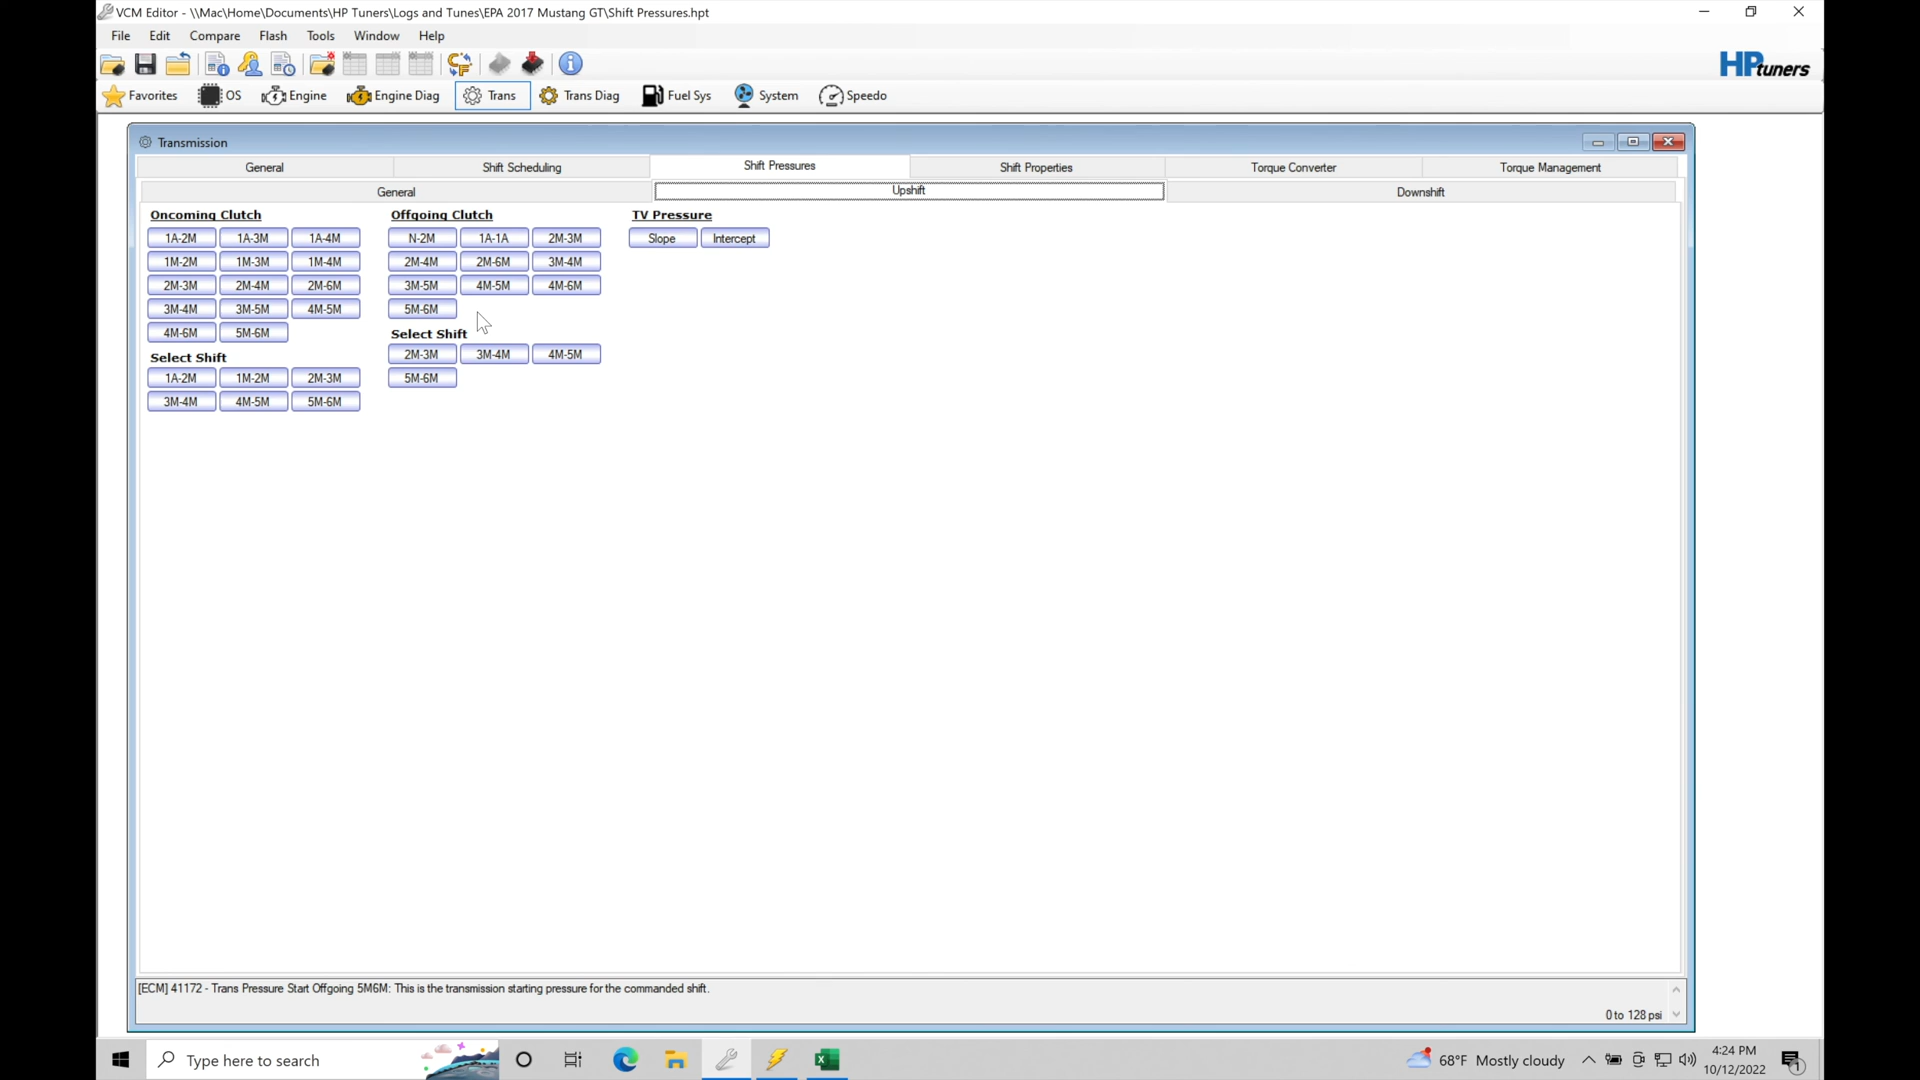 VCM Editor - \\Mac\Home\Documents\HP Tuners\Logs and Tunes\EPA 2017 Mustang GT\Shift Pressures.hpt
File Edit Compare Flash Tools Window Help
HPtuners
Favorites OS Engine Engine Diag Trans Trans Diag Fuel Sys System Speedo
Transmission
General Shift Scheduling Shift Pressures Shift Properties Torque Converter Torque Management
General Upshift Downshift
Oncoming Clutch Offgoing Clutch TV Pressure
1A-2M 1A-3M 1A-4M N-2M 1A-1A 2M-3M Slope Intercept
1M-2M 1M-3M 1M-4M 2M-4M 2M-6M 3M-4M
2M-3M 2M-4M 2M-6M 3M-5M 4M-5M 4M-6M
3M-4M 3M-5M 4M-5M 5M-6M
4M-6M 5M-6M Select Shift
Select Shift 2M-3M 3M-4M 4M-5M
1A-2M 1M-2M 2M-3M 5M-6M
3M-4M 4M-5M 5M-6M
[ECM] 41172 - Trans Pressure Start Offgoing 5M6M: This is the transmission starting pressure for the commanded shift.
0 to 128 psi
Type here to search 68°F Mostly cloudy 4:24 PM
10/12/2022 1